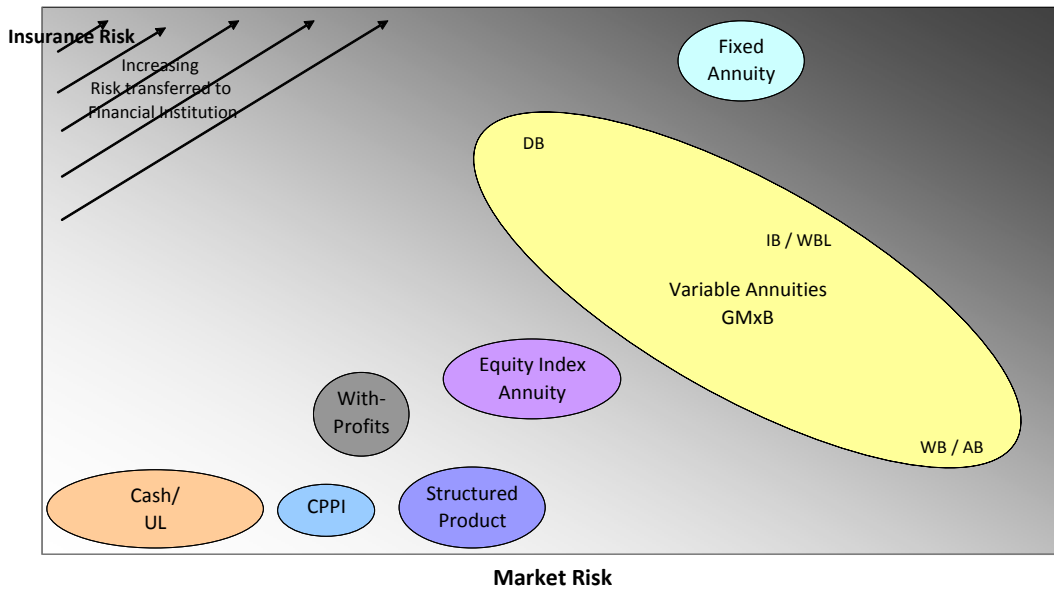 Insurance Risk
Increasing
Risk transferred to
Financial Institution
Fixed
Annuity
DB
IB / WBL
Variable Annuities
GMxB
Equity Index
Annuity
With-
Profits
WB / AB
Cash/
UL
CPPI
Structured
Product
Market Risk